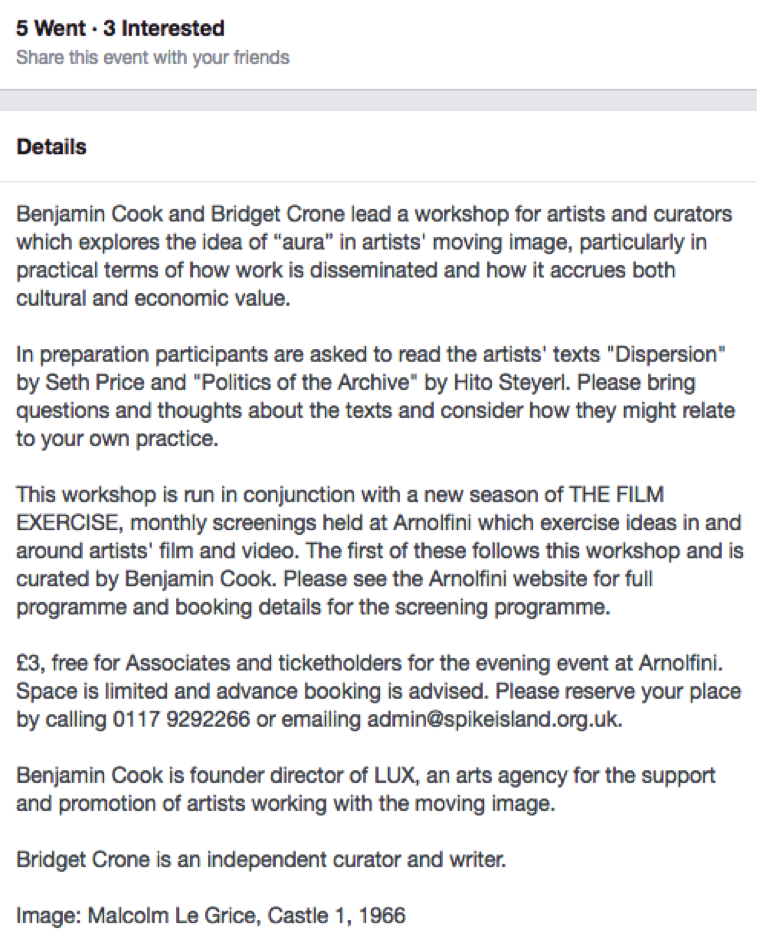 5 Went · 3 Interested
Share this event with your friends
Details
Benjamin Cook and Bridget Crone lead a workshop for artists and curators
which explores the idea of “aura” in artists' moving image, particularly in
practical terms of how work is disseminated and how it accrues both
cultural and economic value.
In preparation participants are asked to read the artists' texts "Dispersion"
by Seth Price and "Politics of the Archive" by Hito Steyerl. Please bring
questions and thoughts about the texts and consider how they might relate
to your own practice.
This workshop is run in conjunction with a new season of THE FILM
EXERCISE, monthly screenings held at Arnolfini which exercise ideas in and
around artists' film and video. The first of these follows this workshop and is
curated by Benjamin Cook. Please see the Arnolfini website for full
programme and booking details for the screening programme.
£3, free for Associates and ticketholders for the evening event at Arnolfini.
Space is limited and advance booking is advised. Please reserve your place
by calling 0117 9292266 or emailing admin@spikeisland.org.uk.
Benjamin Cook is founder director of LUX, an arts agency for the support
and promotion of artists working with the moving image.
Bridget Crone is an independent curator and writer.
Image: Malcolm Le Grice, Castle 1, 1966